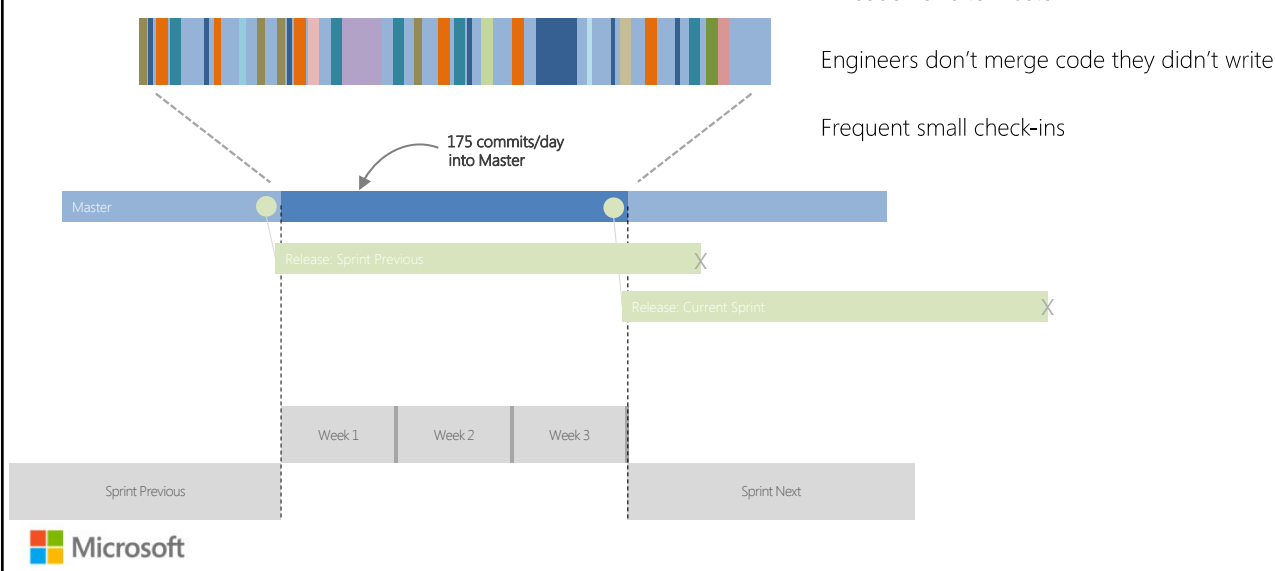 Engineers don't merge code they didn't write
Frequent small check-ins
175 commits/day
into Master
Master
Release: Sprint Previous
X
Release: Current Sprint
X
Week 1
Week 2
Week 3
Sprint Previous
Sprint Next
Microsoft